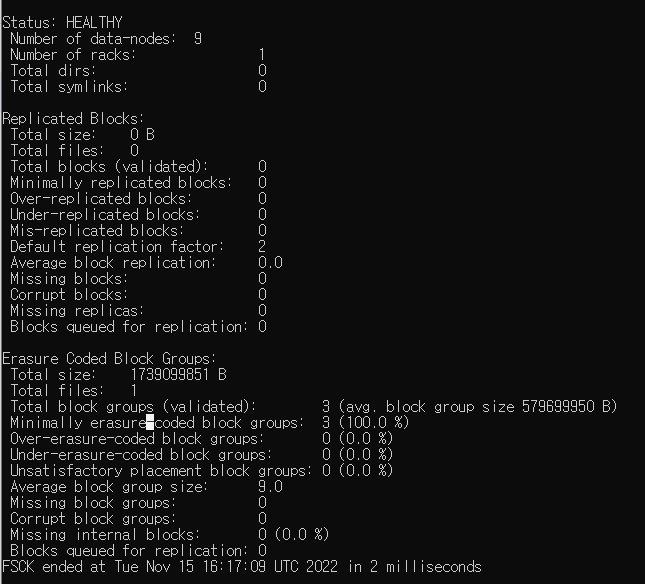 Status: HEALTHY
Number of data-nodes: 9
Number of racks: 1
Total dirs: 0
Total symlinks: 0
Replicated Blocks:
Total size: 0 B
Total files: 0
Total blocks (validated): 0
Minimally replicated blocks: 0
Over-replicated blocks: 0
Under-replicated blocks: 0
Mis-replicated blocks: 0
Default replication factor: 2
Average block replication: 0.0
Missing blocks: 0
Corrupt blocks: 0
Missing replicas: 0
Blocks queued for replication: 0
Erasure Coded Block Groups:
Total size: 1739099851 B
Total files: 1
Total block groups (validated): 3 (avg. block group size 579699950 B)
Minimally erasure-coded block groups: 3 (100.0 %)
Over-erasure-coded block groups: 0 (0.0 %)
Under-erasure-coded block groups: 0 (0.0 %)
Unsatisfactory placement block groups: 0 (0.0 %)
Average block group size: 9.0
Missing block groups: 0
Corrupt block groups: 0
Missing internal blocks: 0 (0.0 %)
Blocks queued for replication: 0
FSCK ended at Tue Nov 15 16:17:09 UTC 2022 in 2 milliseconds